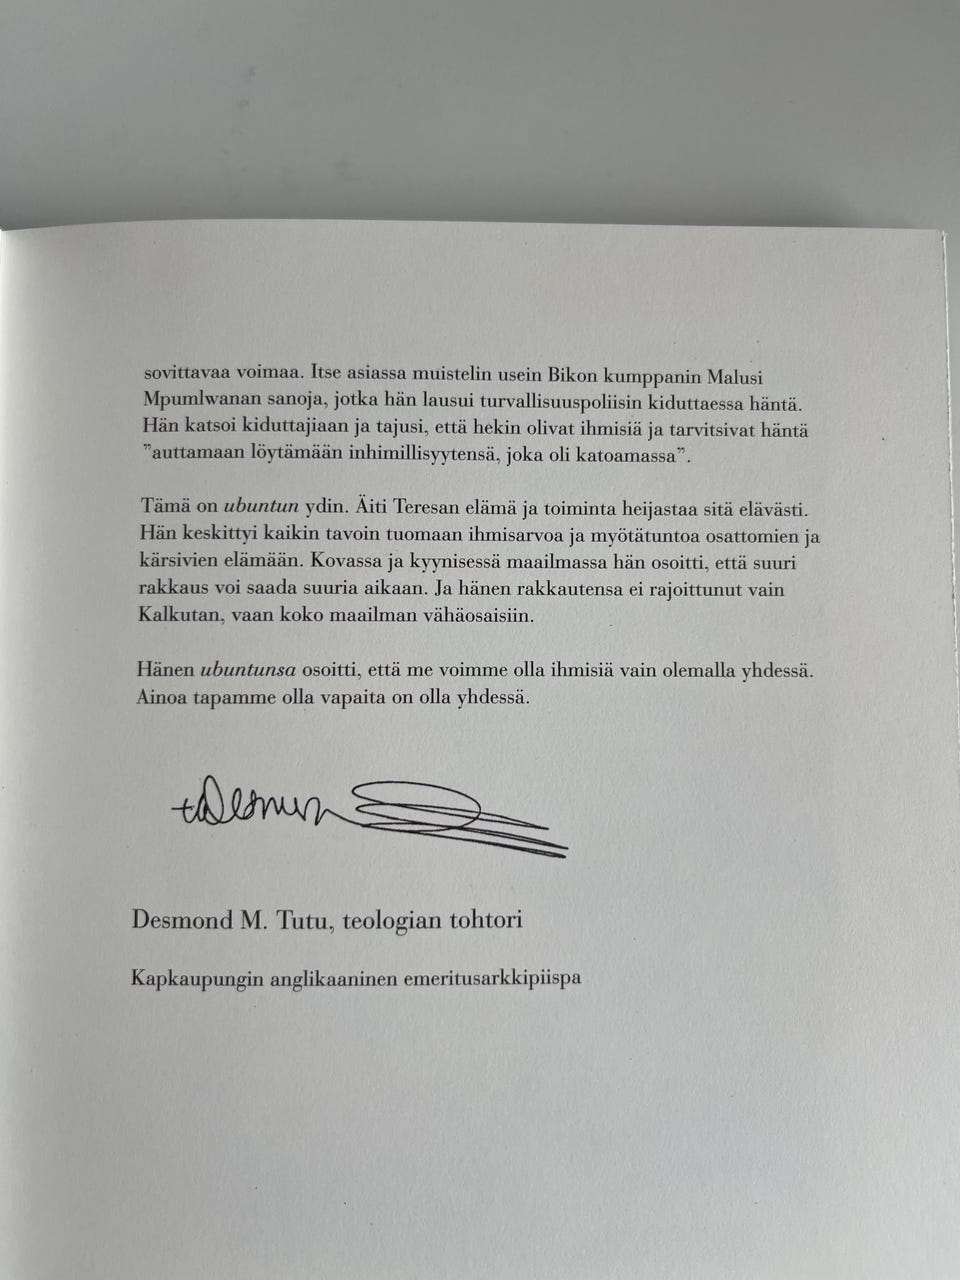 sovittavaa voimaa. Itse asiassa muistelin usein Bikon kumppanin Malusi
Mpumlwanan sanoja, jotka hän lausui turvallisuuspoliisin kiduttaessa häntä.
Hän katsoi kiduttajiaan ja tajusi, että hekin olivat ihmisiä ja tarvitsivat häntä
”auttamaan löytämään inhimillisyytensä, joka oli katoamassa”.
Tämä on ubuntun ydin. Äiti Teresan elämä ja toiminta heijastaa sitä elävästi.
Hän keskittyi kaikin tavoin tuomaan ihmisarvoa ja myötätuntoa osattomien ja
kärsivien elämään. Kovassa ja kyynisessä maailmassa hän osoitti, että suuri
rakkaus voi saada suuria aikaan. Ja hänen rakkautensa ei rajoittunut vain
Kalkutan, vaan koko maailman vähäosaisiin.
Hänen ubuntunsa osoitti, että me voimme olla ihmisiä vain olemalla yhdessä.
Ainoa tapamme olla vapaita on olla yhdessä.
Desmond M. Tutu, teologian tohtori
Kapkaupungin anglikaaninen emeritusarkkipiispa